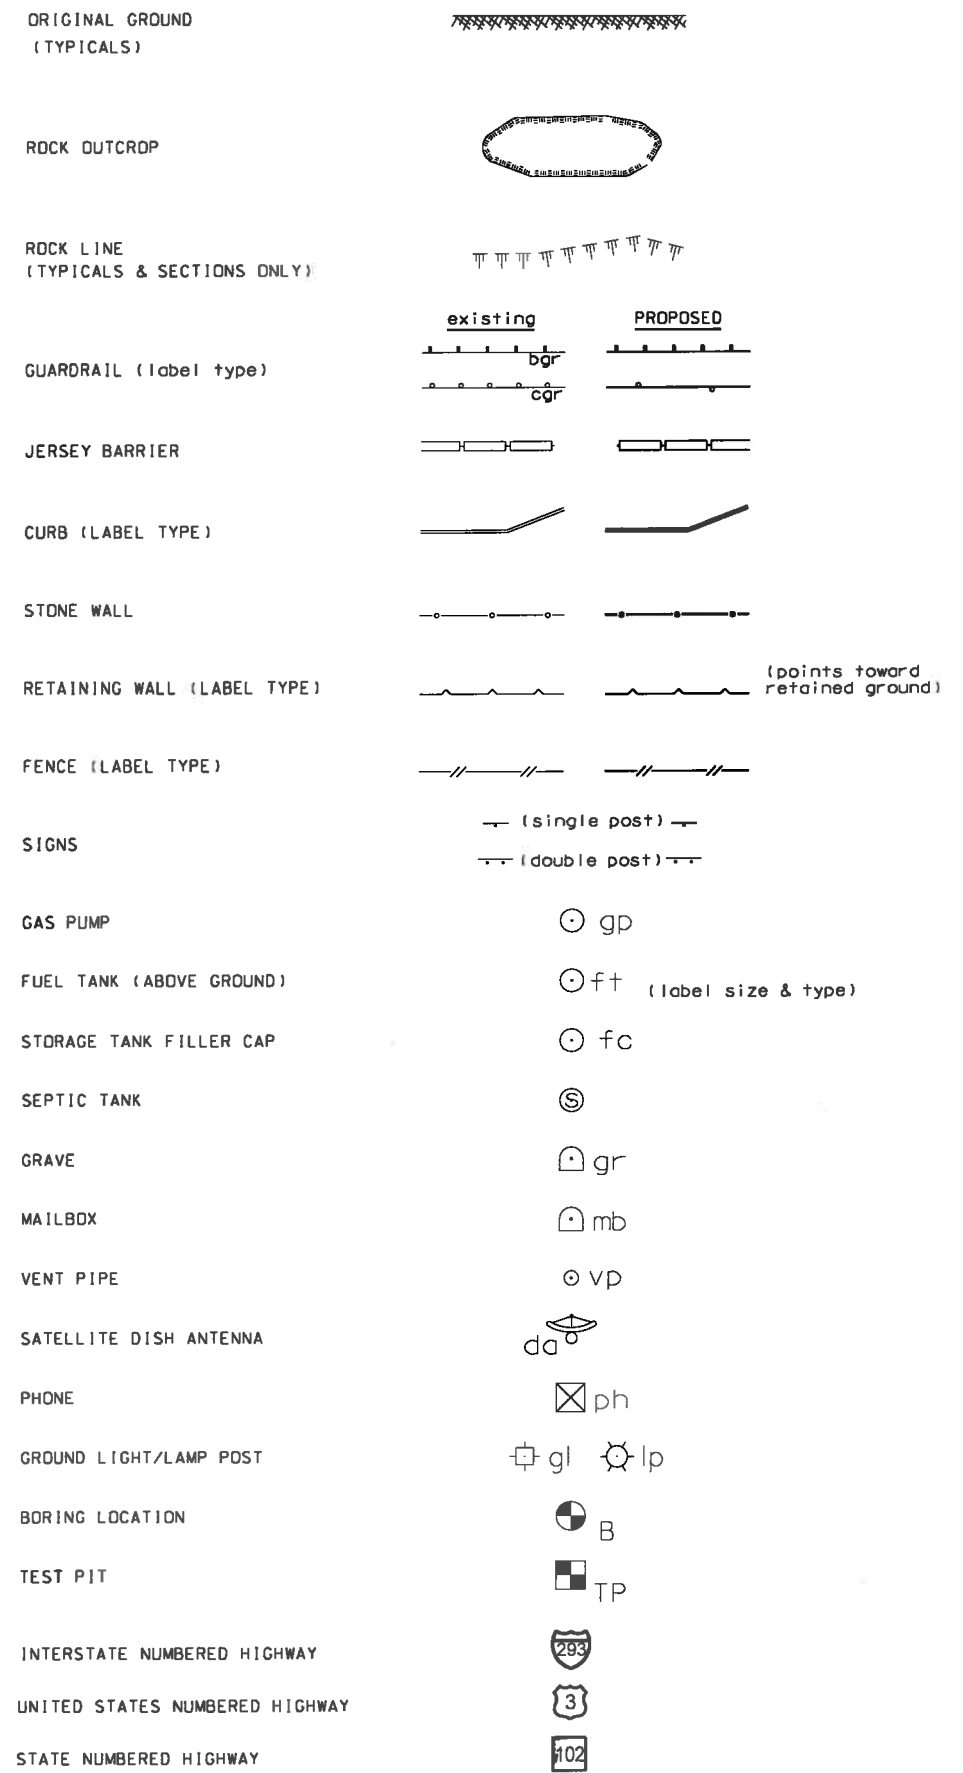 ORIGINAL GROUND
(TYPICALS)
ROCK OUTCROP
ROCK LINE
(TYPICALS & SECTIONS ONLY)
existing PROPOSED
GUARDRAIL (label type)
bgr
cgr
JERSEY BARRIER
CURB (LABEL TYPE)
STONE WALL
RETAINING WALL (LABEL TYPE)
(points toward
retained ground)
FENCE (LABEL TYPE)
SIGNS
(single post)
(double post)
GAS PUMP gp
FUEL TANK (ABOVE GROUND) ft (label size & type)
STORAGE TANK FILLER CAP fc
SEPTIC TANK S
GRAVE gr
MAILBOX mb
VENT PIPE vp
SATELLITE DISH ANTENNA da
PHONE ph
GROUND LIGHT/LAMP POST gl lp
BORING LOCATION B
TEST PIT TP
INTERSTATE NUMBERED HIGHWAY 293
UNITED STATES NUMBERED HIGHWAY 3
STATE NUMBERED HIGHWAY 102